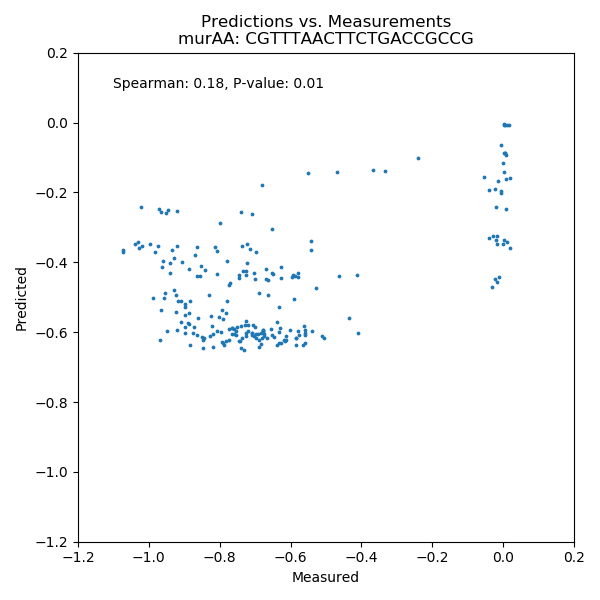 Predictions vs. Measurements
murAA: CGTTTAACTTCTGACCGCCG
Spearman: 0.18, P-value: 0.01
0.2
0.0
−0.2
−0.4
−0.6
−0.8
−1.0
−1.2
Predicted
−1.2 −1.0 −0.8 −0.6 −0.4 −0.2 0.0 0.2
Measured